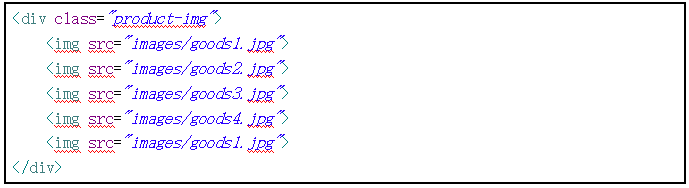 <div class="product-img">
<img src="images/goods1.jpg">
<img src="images/goods2.jpg">
<img src="images/goods3.jpg">
<img src="images/goods4.jpg">
<img src="images/goods1.jpg">
</div>